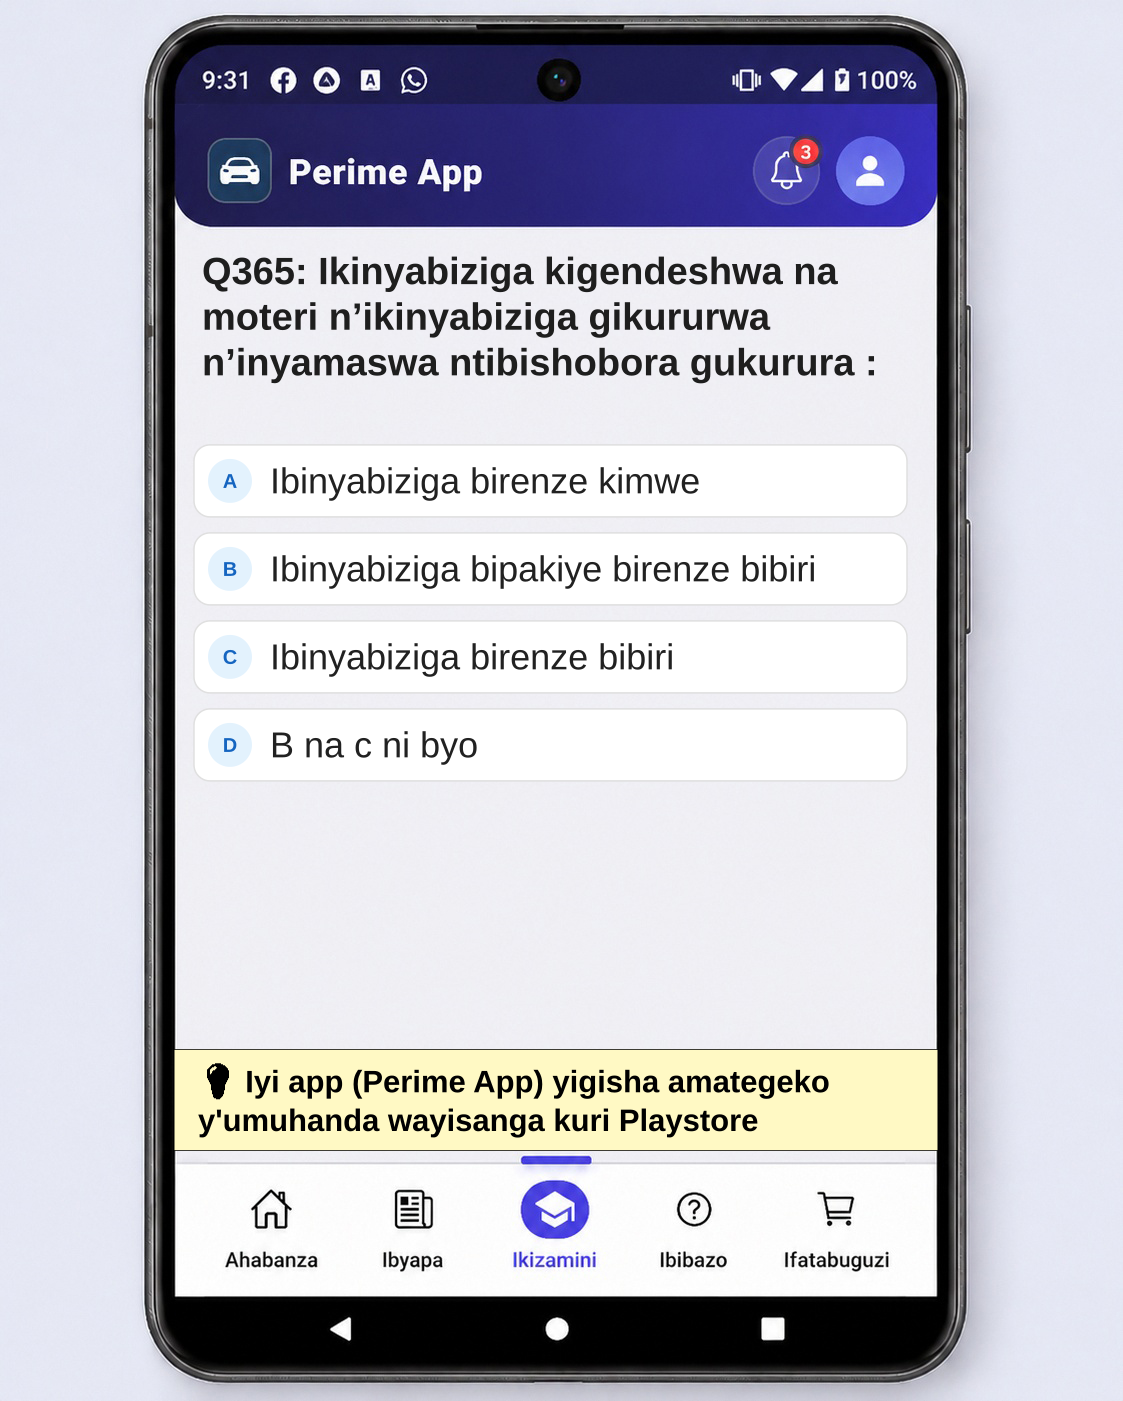 9:31
A
100%
Perime App
3
Q365: Ikinyabiziga kigendeshwa na
moteri n’ikinyabiziga gikururwa
n’inyamaswa ntibishobora gukurura :
A Ibinyabiziga birenze kimwe
B Ibinyabiziga bipakiye birenze bibiri
C Ibinyabiziga birenze bibiri
D B na c ni byo
Iyi app (Perime App) yigisha amategeko
y'umuhanda wayisanga kuri Playstore
Ahabanza Ibyapa Ikizamini Ibibazo Ifatabuguzi